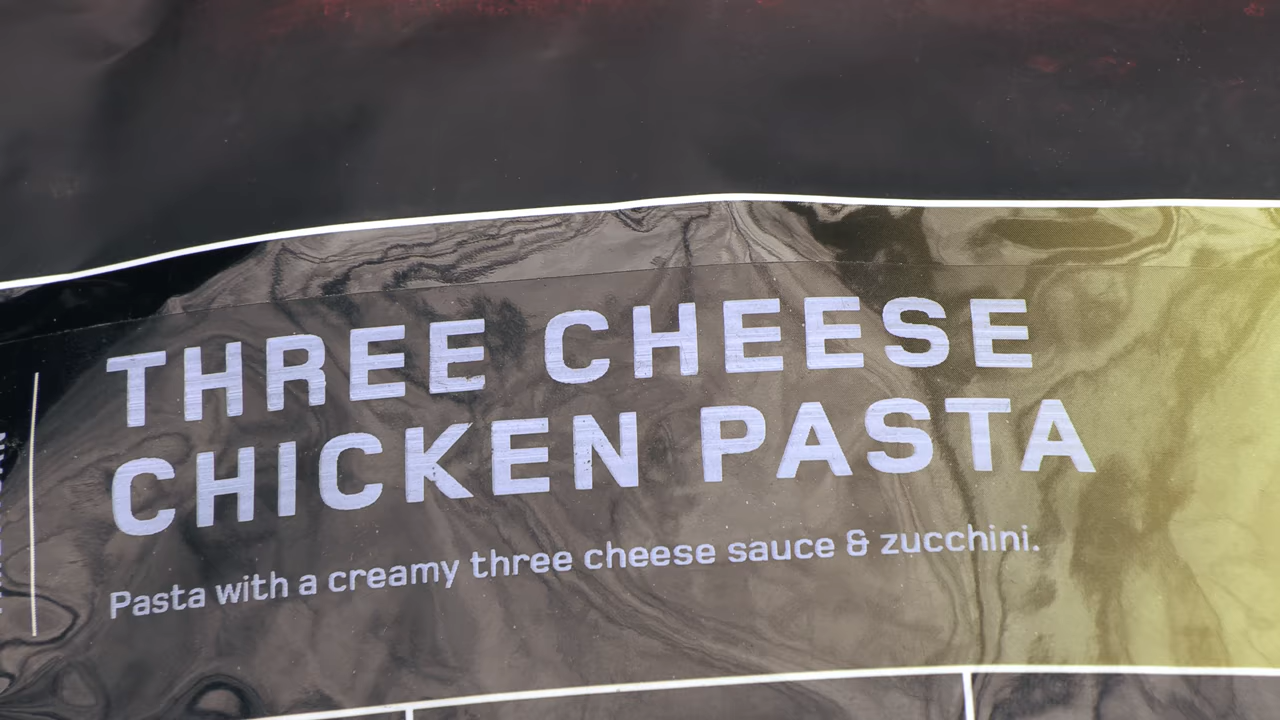 THREE CHEESE
CHICKEN PASTA
Pasta with a creamy three cheese sauce & zucchini.